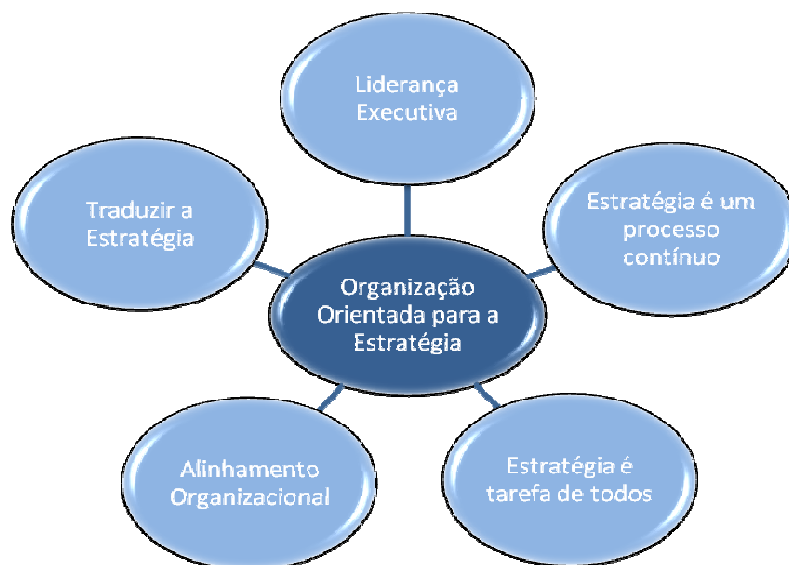 Liderança
Executiva
Traduzir a
Estratégia
Estratégia é um
processo
contínuo
Organização
Orientada para a
Estratégia
Alinhamento
Organizacional
Estratégia é
tarefa de todos